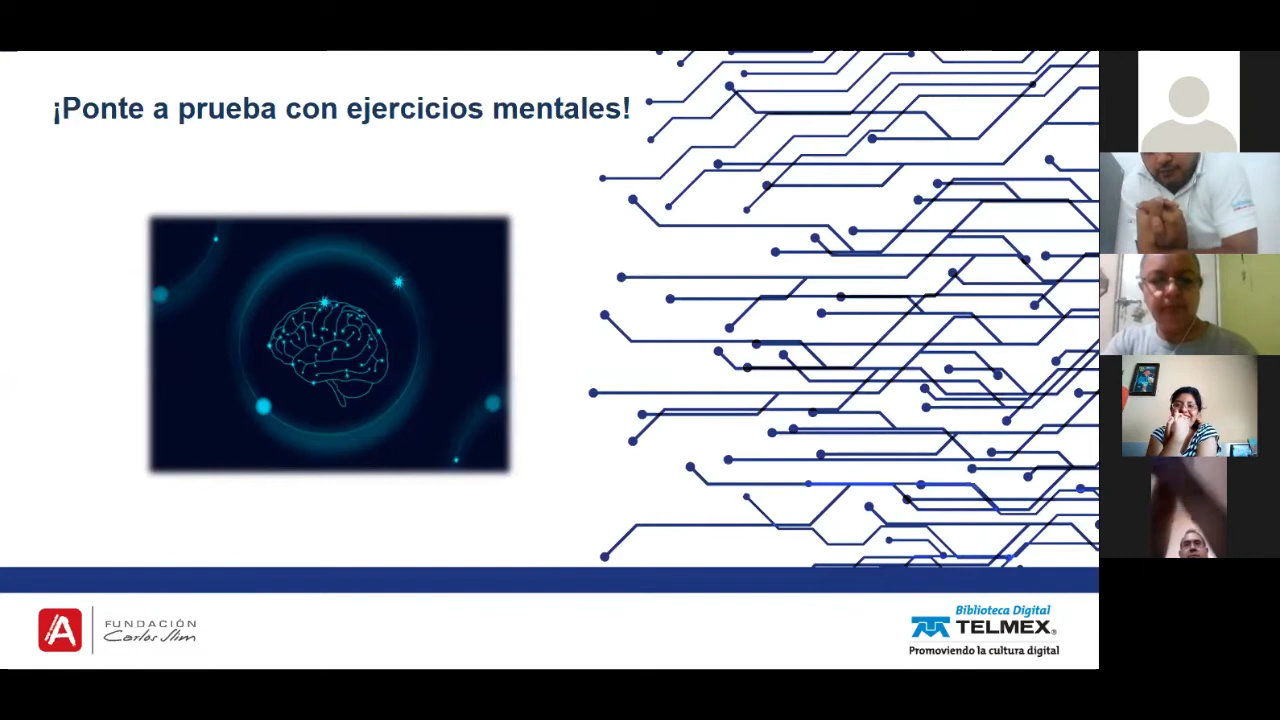 ¡Ponte a prueba con ejercicios mentales!
FUNDACIÓN
Carlos Slim
Biblioteca Digital
TELMEX®
Promoviendo la cultura digital